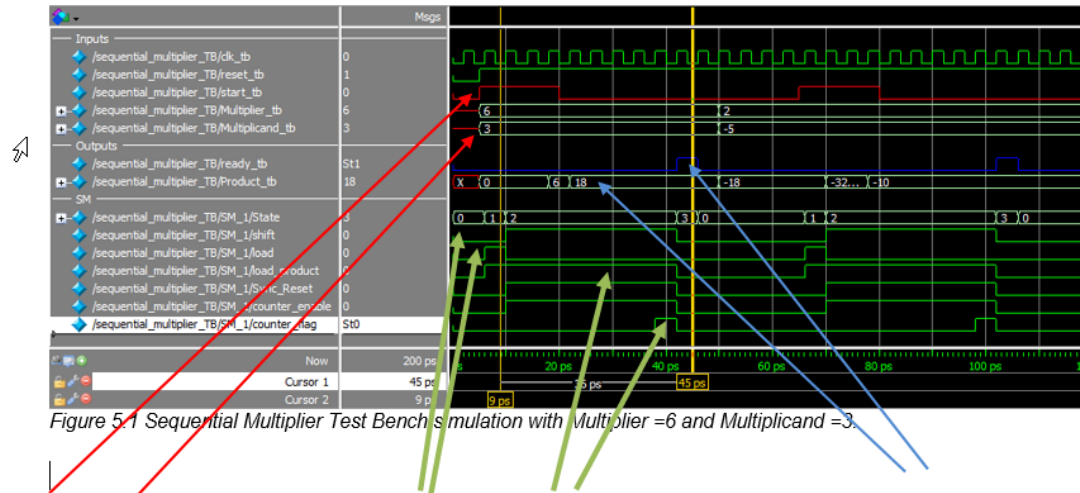 Msgs
Inputs
/sequential_multiplier_TB/clk_tb 0
/sequential_multiplier_TB/reset_tb 1
/sequential_multiplier_TB/start_tb 0
/sequential_multiplier_TB/Multiplier_tb 6 6 2
/sequential_multiplier_TB/Multiplicand_tb 3 3 -5
Outputs
/sequential_multiplier_TB/ready_tb St1
/sequential_multiplier_TB/Product_tb 18 X 0 6 18 -18 -32... -10
SM
/sequential_multiplier_TB/SM_1/State 3 0 1 2 3 0 1 2 3 0
/sequential_multiplier_TB/SM_1/shift 0
/sequential_multiplier_TB/SM_1/load 0
/sequential_multiplier_TB/SM_1/load_product 0
/sequential_multiplier_TB/SM_1/Sync_Reset 0
/sequential_multiplier_TB/SM_1/counter_enable 0
/sequential_multiplier_TB/SM_1/counter_flag St0
Now 200 ps 20 ps 40 ps 60 ps 80 ps 100 ps
Cursor 1 45 ps 36 ps 45 ps
Cursor 2 9 ps 9 ps
Figure 5.1 Sequential Multiplier Test Bench simulation with Multiplier =6 and Multiplicand =3.